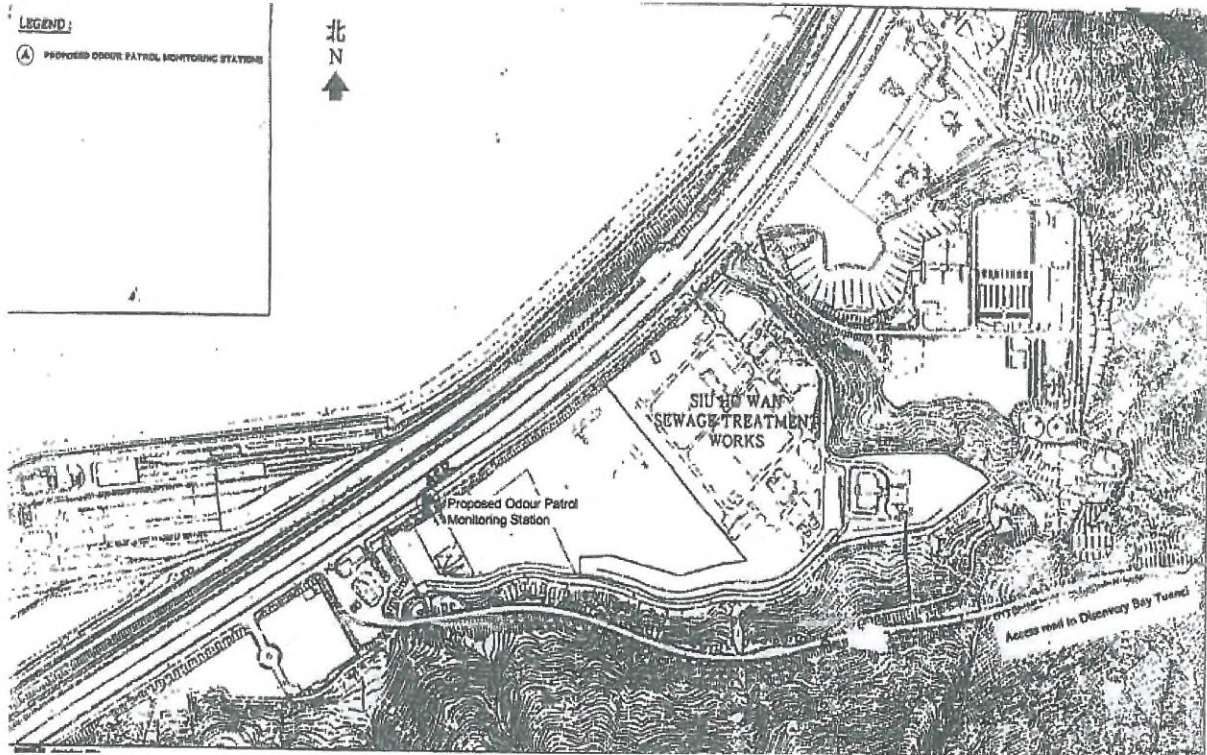 LEGEND:
A PROPOSED ODOUR PATROL MONITORING STATIONS
北
N
SIU HO WAN
SEWAGE TREATMENT
WORKS
Proposed Odour Patrol
Monitoring Station
Access road to Discovery Bay Tunnel